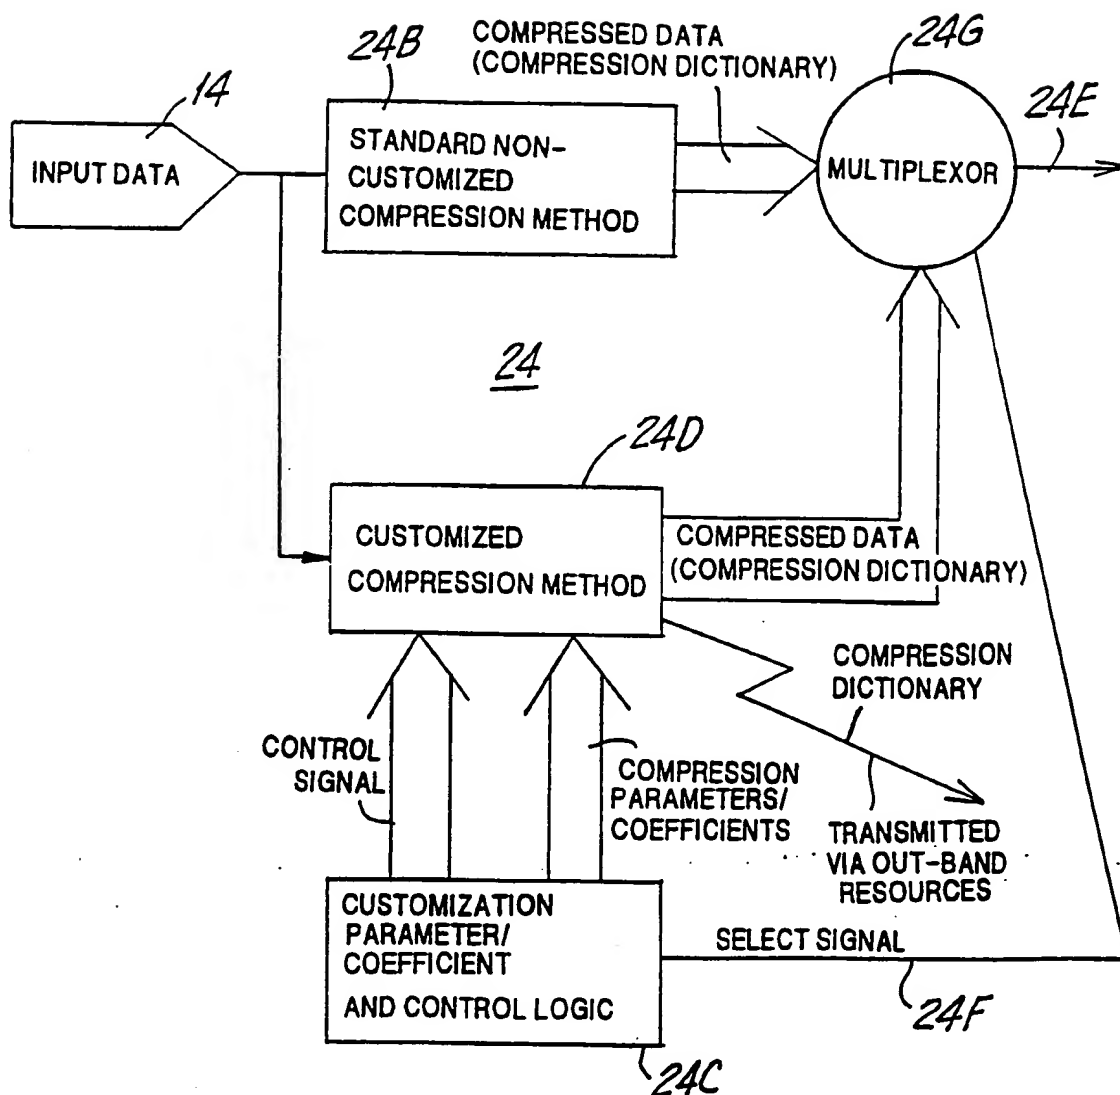 24B
COMPRESSED DATA
(COMPRESSION DICTIONARY)
24G
14
24E
INPUT DATA
STANDARD NON-
CUSTOMIZED
COMPRESSION METHOD
MULTIPLEXOR
24
24D
CUSTOMIZED
COMPRESSION METHOD
COMPRESSED DATA
(COMPRESSION DICTIONARY)
COMPRESSION
DICTIONARY
CONTROL
SIGNAL
COMPRESSION
PARAMETERS/
COEFFICIENTS
TRANSMITTED
VIA OUT-BAND
RESOURCES
CUSTOMIZATION
PARAMETER/
COEFFICIENT
AND CONTROL LOGIC
SELECT SIGNAL
24F
24C